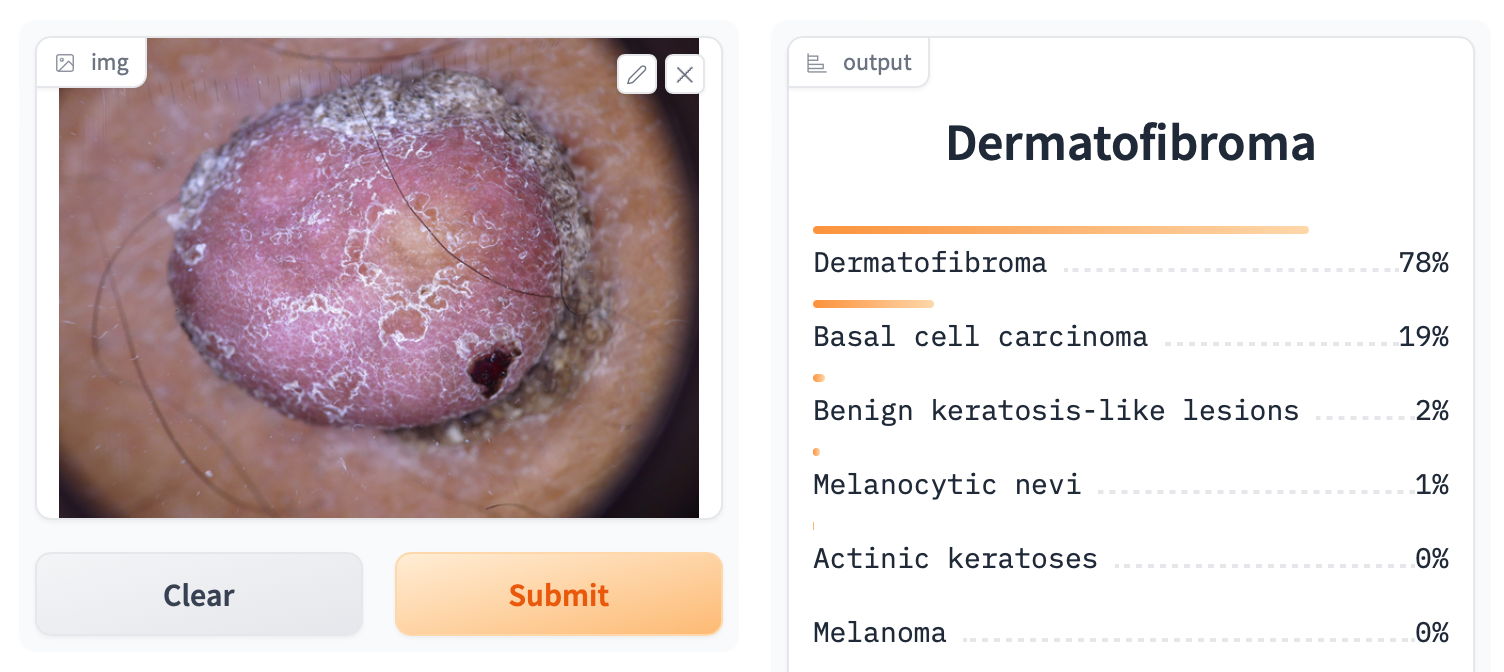 img
Clear
Submit
output
Dermatofibroma
Dermatofibroma 78%
Basal cell carcinoma 19%
Benign keratosis-like lesions 2%
Melanocytic nevi 1%
Actinic keratoses 0%
Melanoma 0%